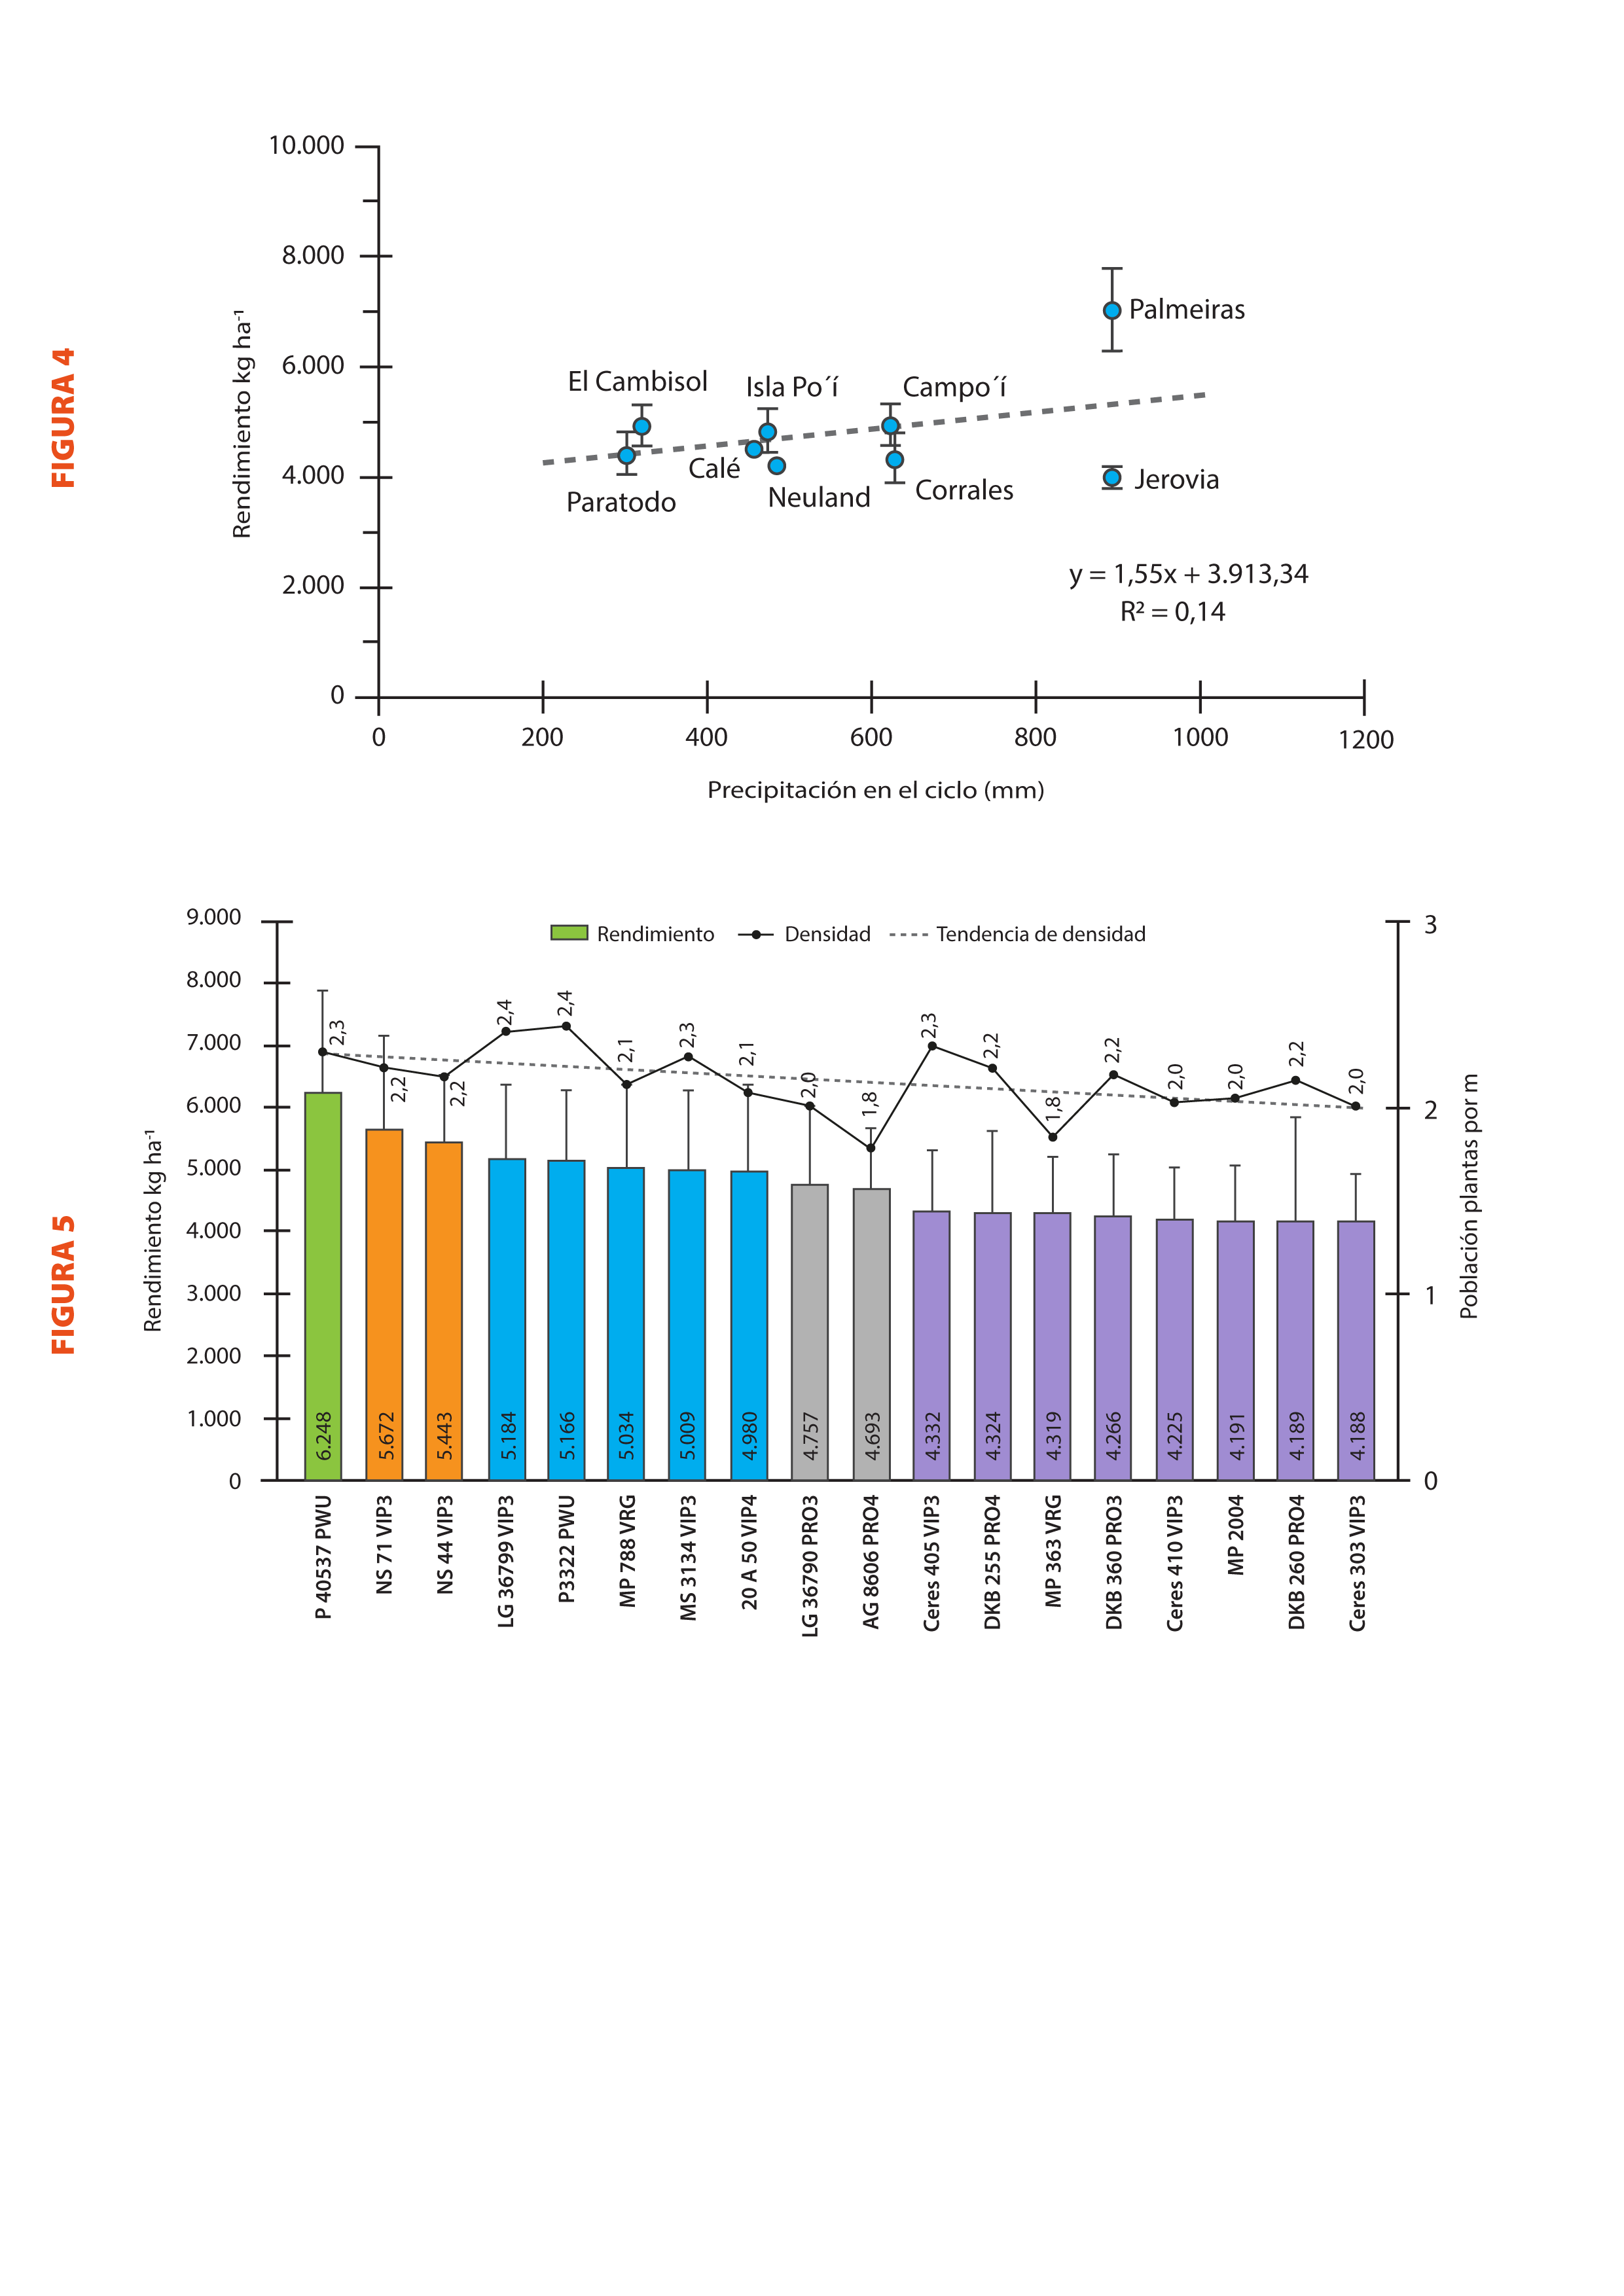 FIGURA 4
Rendimiento kg ha-¹
10.000
8.000
6.000
4.000
2.000
0
0
200
400
600
800
1000
1200
Precipitación en el ciclo (mm)
El Cambisol
Isla Po´í
Campo´í
Palmeiras
Paratodo
Calé
Neuland
Corrales
Jerovia
y = 1,55x + 3.913,34
R² = 0,14
FIGURA 5
Rendimiento kg ha-¹
9.000
8.000
7.000
6.000
5.000
4.000
3.000
2.000
1.000
0
Rendimiento
Densidad
Tendencia de densidad
3
2
1
0
Población plantas por m
2,3
2,2
2,2
2,4
2,4
2,1
2,3
2,1
2,0
1,8
2,3
2,2
1,8
2,2
2,0
2,0
2,2
2,0
6.248
5.672
5.443
5.184
5.166
5.034
5.009
4.980
4.757
4.693
4.332
4.324
4.319
4.266
4.225
4.191
4.189
4.188
P 40537 PWU
NS 71 VIP3
NS 44 VIP3
LG 36799 VIP3
P3322 PWU
MP 788 VRG
MS 3134 VIP3
20 A 50 VIP4
LG 36790 PRO3
AG 8606 PRO4
Ceres 405 VIP3
DKB 255 PRO4
MP 363 VRG
DKB 360 PRO3
Ceres 410 VIP3
MP 2004
DKB 260 PRO4
Ceres 303 VIP3